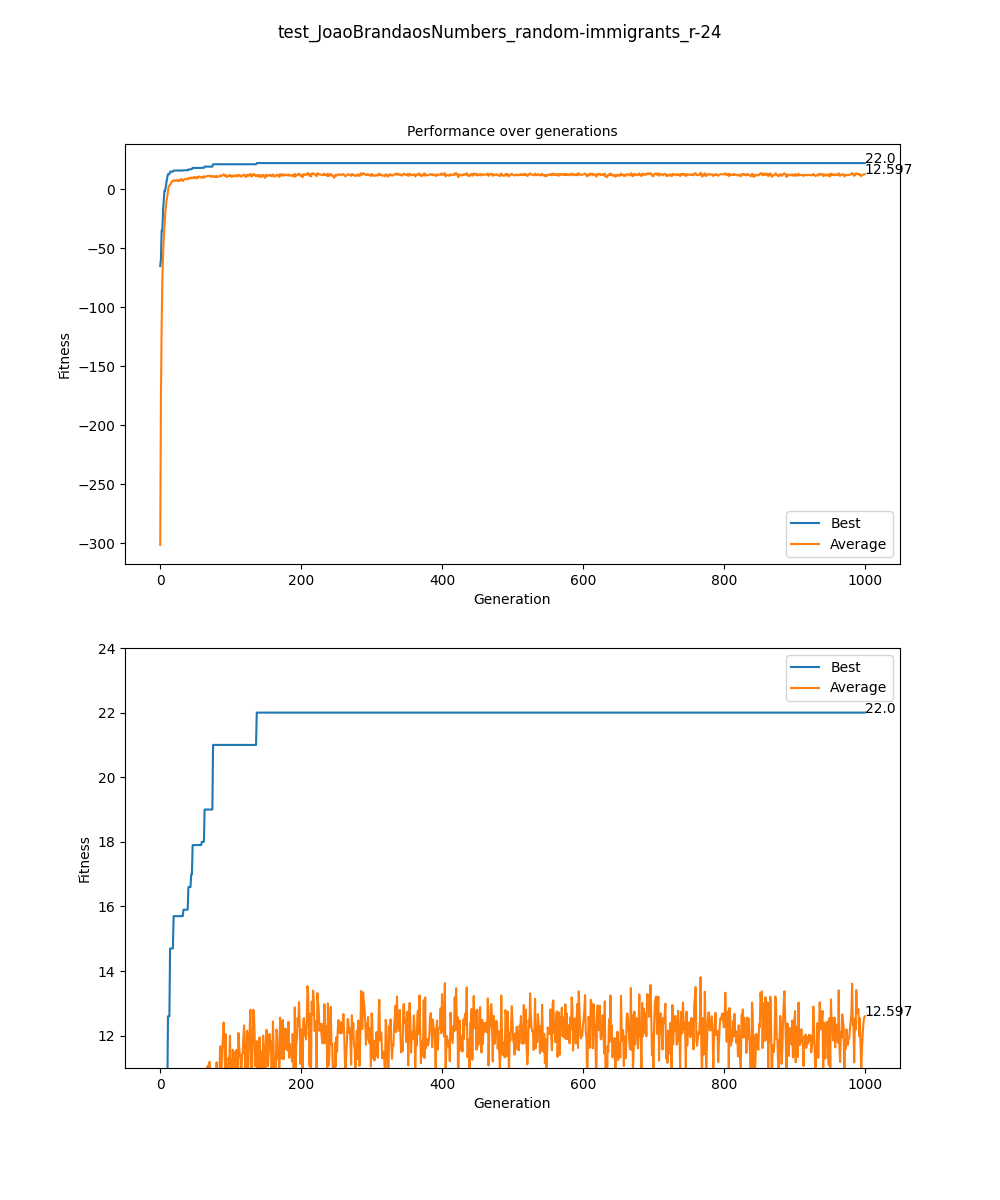 test_JoaoBrandaosNumbers_random-immigrants_r-24
Performance over generations
22.0
12.597
0
−50
−100
−150
−200
−250
−300
Fitness
Best
Average
0 200 400 600 800 1000
Generation
24
22
20
18
16
14
12
Fitness
Best
Average
22.0
12.597
0 200 400 600 800 1000
Generation